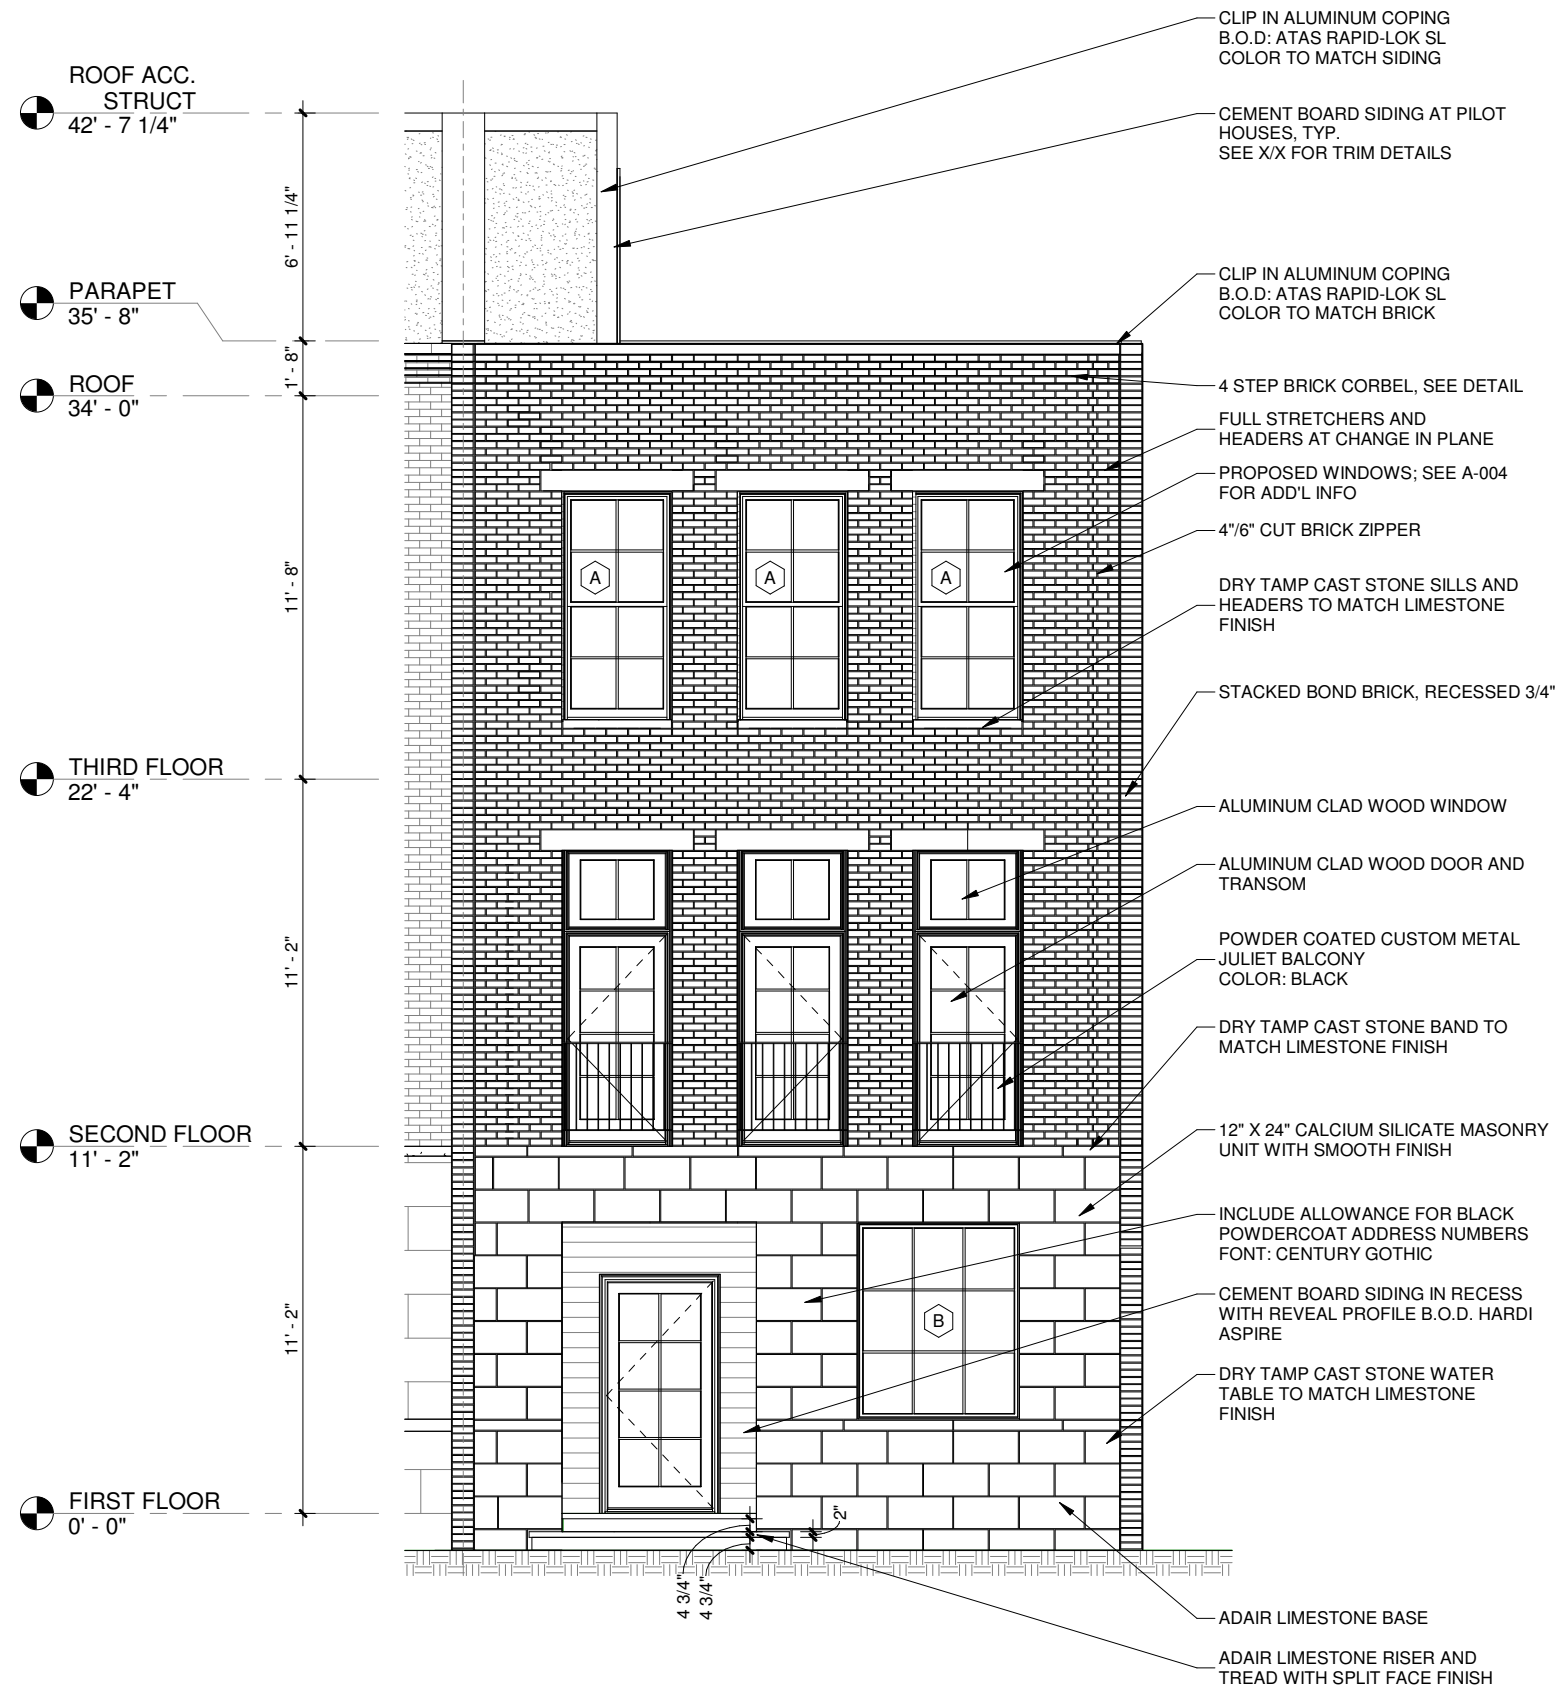 CLIP IN ALUMINUM COPING
B.O.D: ATAS RAPID-LOK SL
COLOR TO MATCH SIDING
ROOF ACC.
STRUCT
42' - 7 1/4"
CEMENT BOARD SIDING AT PILOT
HOUSES, TYP.
SEE X/X FOR TRIM DETAILS
6' - 11 1/4"
PARAPET
35' - 8"
CLIP IN ALUMINUM COPING
B.O.D: ATAS RAPID-LOK SL
COLOR TO MATCH BRICK
1' - 8"
ROOF
34' - 0"
4 STEP BRICK CORBEL, SEE DETAIL
FULL STRETCHERS AND
HEADERS AT CHANGE IN PLANE
PROPOSED WINDOWS; SEE A-004
FOR ADD'L INFO
4"/6" CUT BRICK ZIPPER
A
A
A
11' - 8"
DRY TAMP CAST STONE SILLS AND
HEADERS TO MATCH LIMESTONE
FINISH
STACKED BOND BRICK, RECESSED 3/4"
THIRD FLOOR
22' - 4"
ALUMINUM CLAD WOOD WINDOW
ALUMINUM CLAD WOOD DOOR AND
TRANSOM
11' - 2"
POWDER COATED CUSTOM METAL
JULIET BALCONY
COLOR: BLACK
DRY TAMP CAST STONE BAND TO
MATCH LIMESTONE FINISH
SECOND FLOOR
11' - 2"
12" X 24" CALCIUM SILICATE MASONRY
UNIT WITH SMOOTH FINISH
INCLUDE ALLOWANCE FOR BLACK
POWDERCOAT ADDRESS NUMBERS
FONT: CENTURY GOTHIC
B
11' - 2"
CEMENT BOARD SIDING IN RECESS
WITH REVEAL PROFILE B.O.D. HARDI
ASPIRE
DRY TAMP CAST STONE WATER
TABLE TO MATCH LIMESTONE
FINISH
FIRST FLOOR
0' - 0"
2"
4 3/4"
4 3/4"
ADAIR LIMESTONE BASE
ADAIR LIMESTONE RISER AND
TREAD WITH SPLIT FACE FINISH